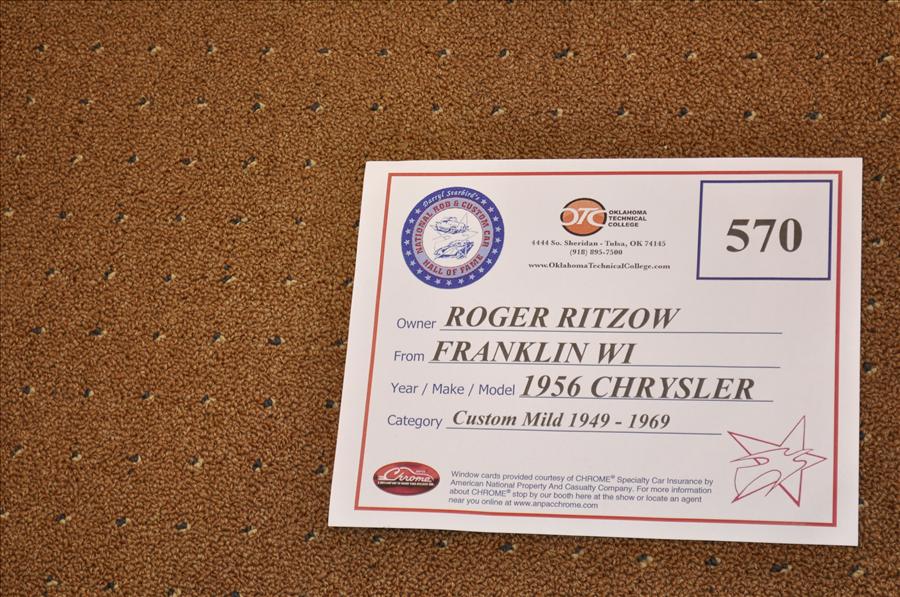 Darryl Starbird's
NATIONAL ROD & CUSTOM CAR
HALL OF FAME
OTC
OKLAHOMA
TECHNICAL
COLLEGE
4444 So. Sheridan - Tulsa, OK 74145
(918) 895-7500
www.OklahomaTechnicalCollege.com
570
Owner ROGER RITZOW
From FRANKLIN WI
Year / Make / Model 1956 CHRYSLER
Category Custom Mild 1949 - 1969
Chrome
Window cards provided courtesy of CHROME® Specialty Car Insurance by
American National Property And Casualty Company. For more information
about CHROME® stop by our booth here at the show or locate an agent
near you online at www.anpacchrome.com